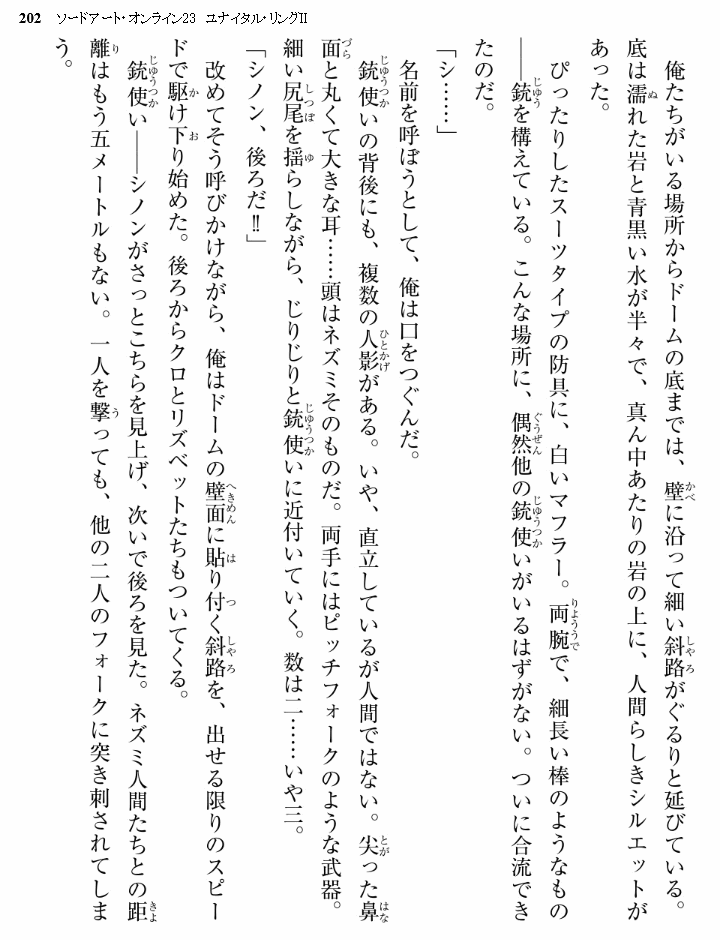 202 ソードアート・オンライン23 ユナイタル・リングⅡ
俺たちがいる場所からドームの底までは、壁に沿って細い斜路がぐるりと延びている。
底は濡れた岩と青黒い水が半々で、真ん中あたりの岩の上に、人間らしきシルエットが
あった。
ぴったりしたスーツタイプの防具に、白いマフラー。両腕で、細長い棒のようなもの
――銃を構えている。こんな場所に、偶然他の銃使いがいるはずがない。ついに合流でき
たのだ。
「シ……」
名前を呼ぼうとして、俺は口をつぐんだ。
銃使いの背後にも、複数の人影がある。いや、直立しているが人間ではない。尖った鼻
面と丸くて大きな耳……頭はネズミそのものだ。両手にはピッチフォークのような武器。
細い尻尾を揺らしながら、じりじりと銃使いに近付いていく。数は二……いや三。
「シノン、後ろだ‼」
改めてそう呼びかけながら、俺はドームの壁面に貼り付く斜路を、出せる限りのスピー
ドで駆け下り始めた。後ろからクロとリズベットたちもついてくる。
銃使い――シノンがさっとこちらを見上げ、次いで後ろを見た。ネズミ人間たちとの距
離はもう五メートルもない。一人を撃っても、他の二人のフォークに突き刺されてしま
う。